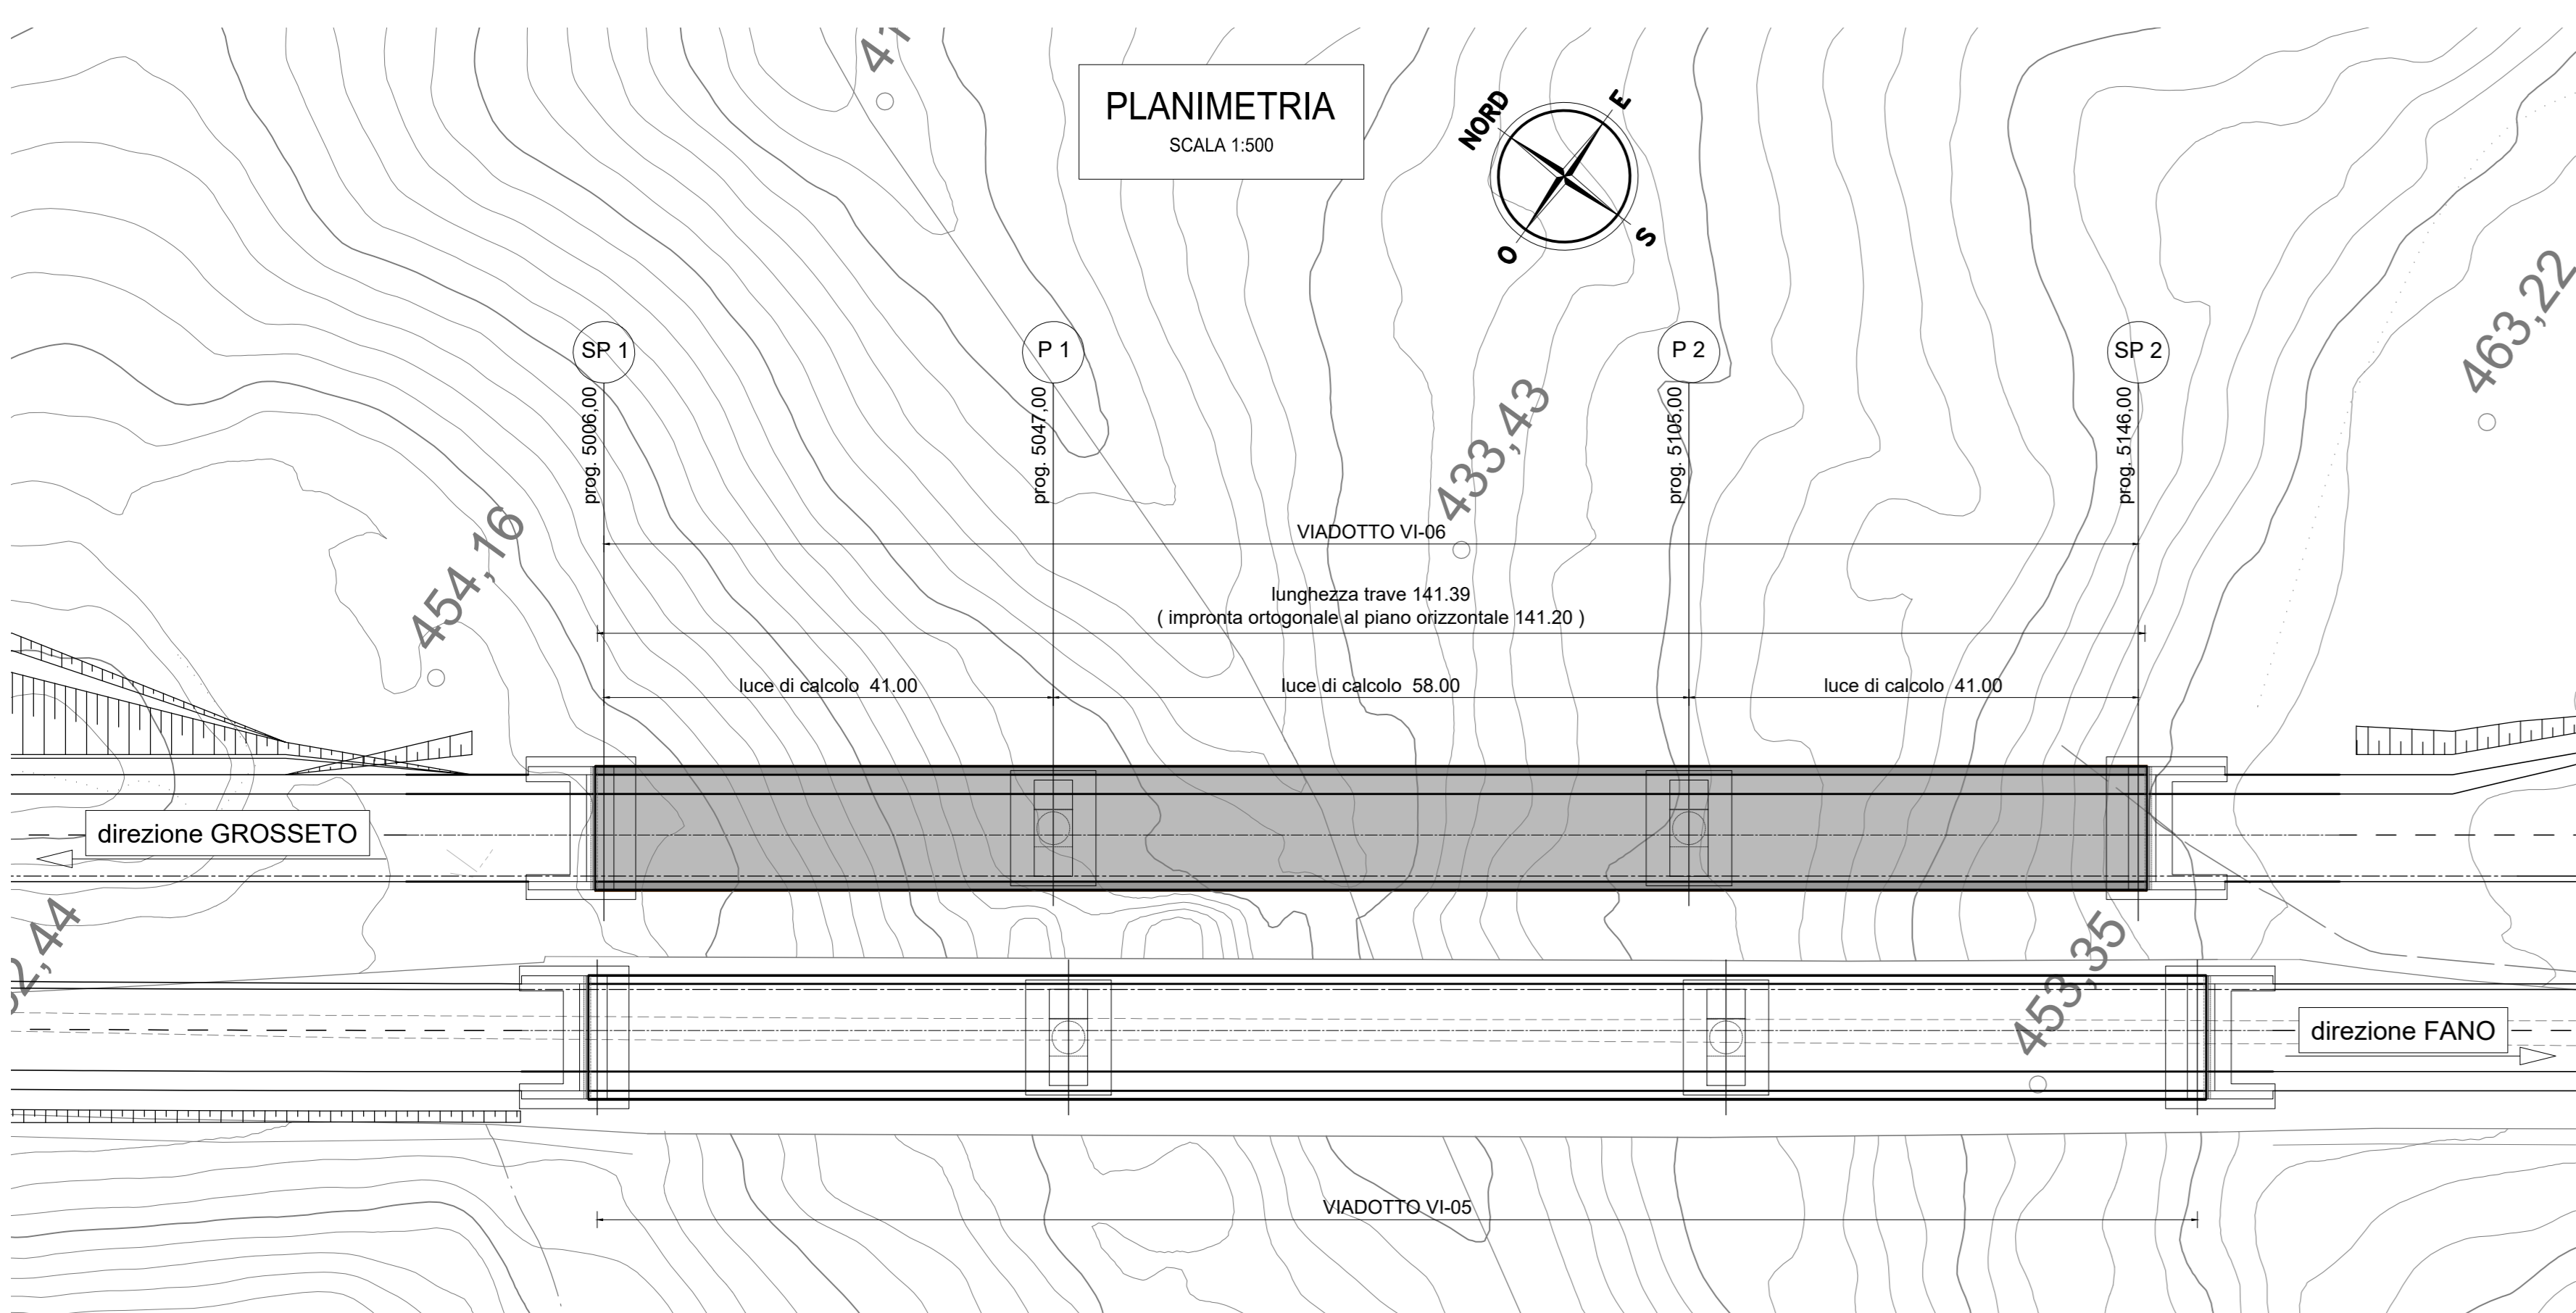 PLANIMETRIA
SCALA 1:500
NORD
E
S
O
463,22
SP 1
P 1
P 2
SP 2
prog. 5006,00
prog. 5047,00
prog. 5105,00
prog. 5146,00
433,43
454,16
VIADOTTO VI-06
lunghezza trave 141.39
( impronta ortogonale al piano orizzontale 141.20 )
luce di calcolo 41.00
luce di calcolo 58.00
luce di calcolo 41.00
direzione GROSSETO
2,44
453,35
direzione FANO
VIADOTTO VI-05